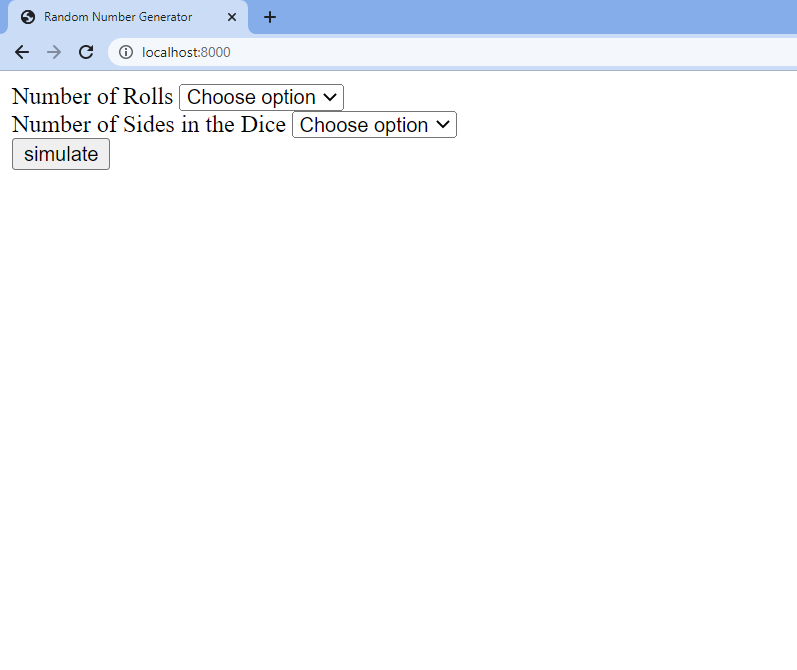 Random Number Generator
localhost:8000
Number of Rolls Choose option
Number of Sides in the Dice Choose option
simulate